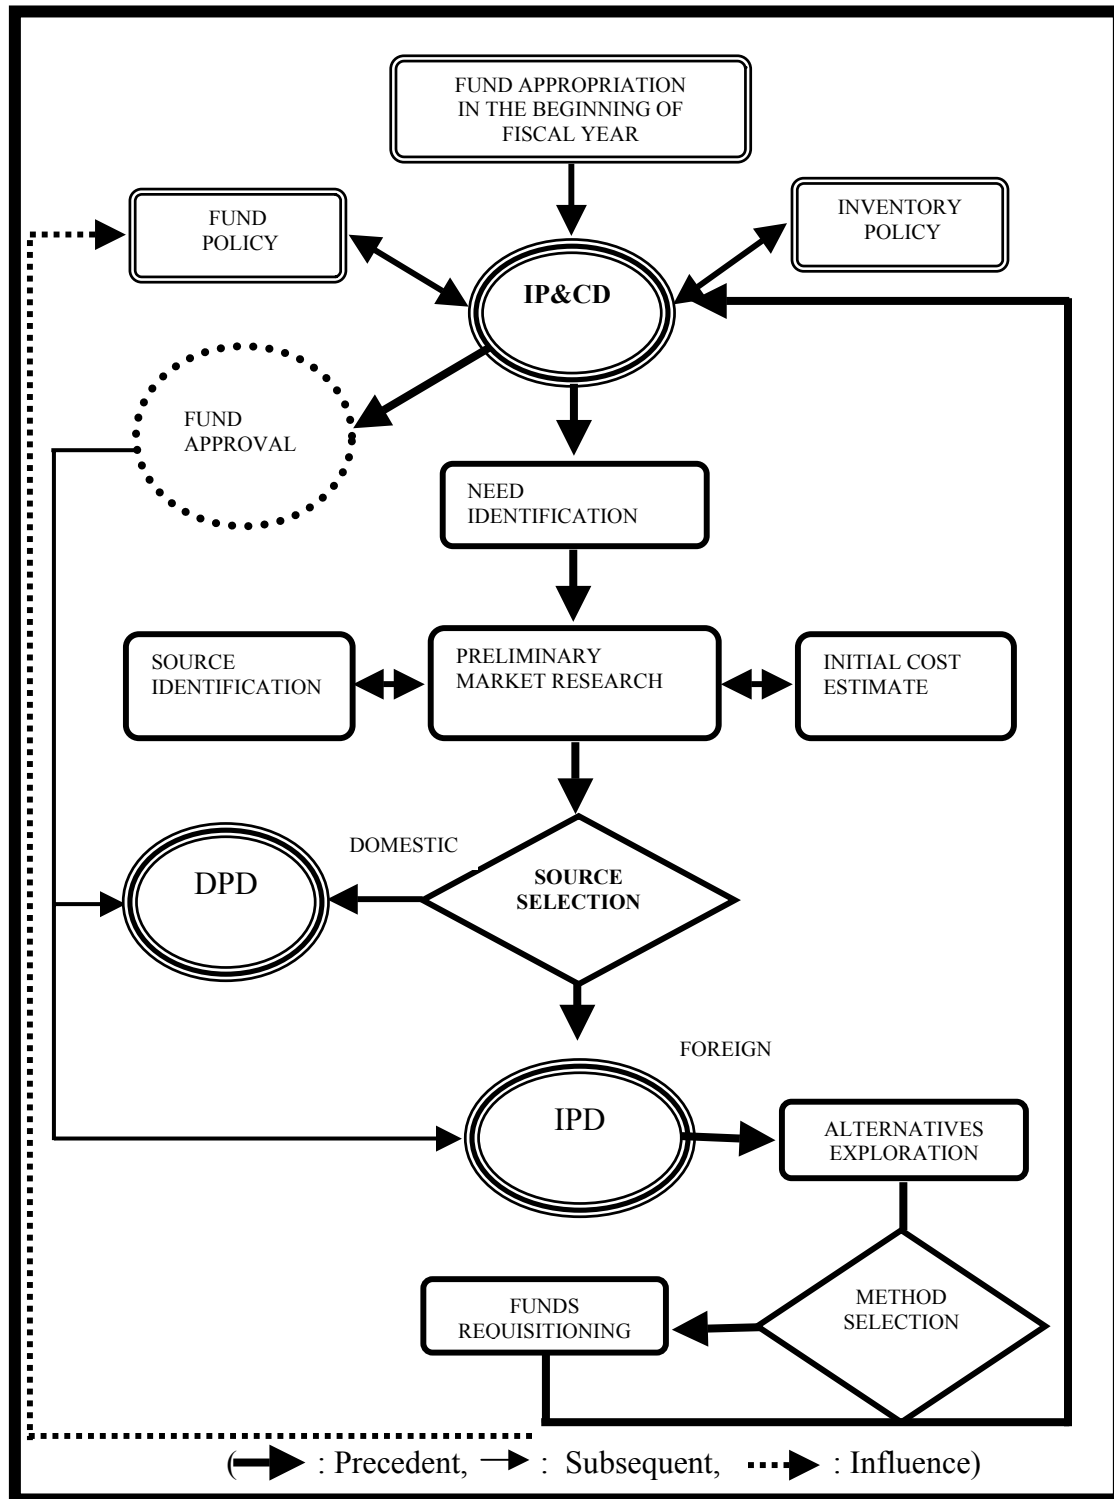 FUND APPROPRIATION
IN THE BEGINNING OF
FISCAL YEAR
FUND
POLICY
INVENTORY
POLICY
IP&CD
FUND
APPROVAL
NEED
IDENTIFICATION
SOURCE
IDENTIFICATION
PRELIMINARY
MARKET RESEARCH
INITIAL COST
ESTIMATE
DOMESTIC
DPD
SOURCE
SELECTION
FOREIGN
IPD
ALTERNATIVES
EXPLORATION
FUNDS
REQUISITIONING
METHOD
SELECTION
( : Precedent, : Subsequent, : Influence)